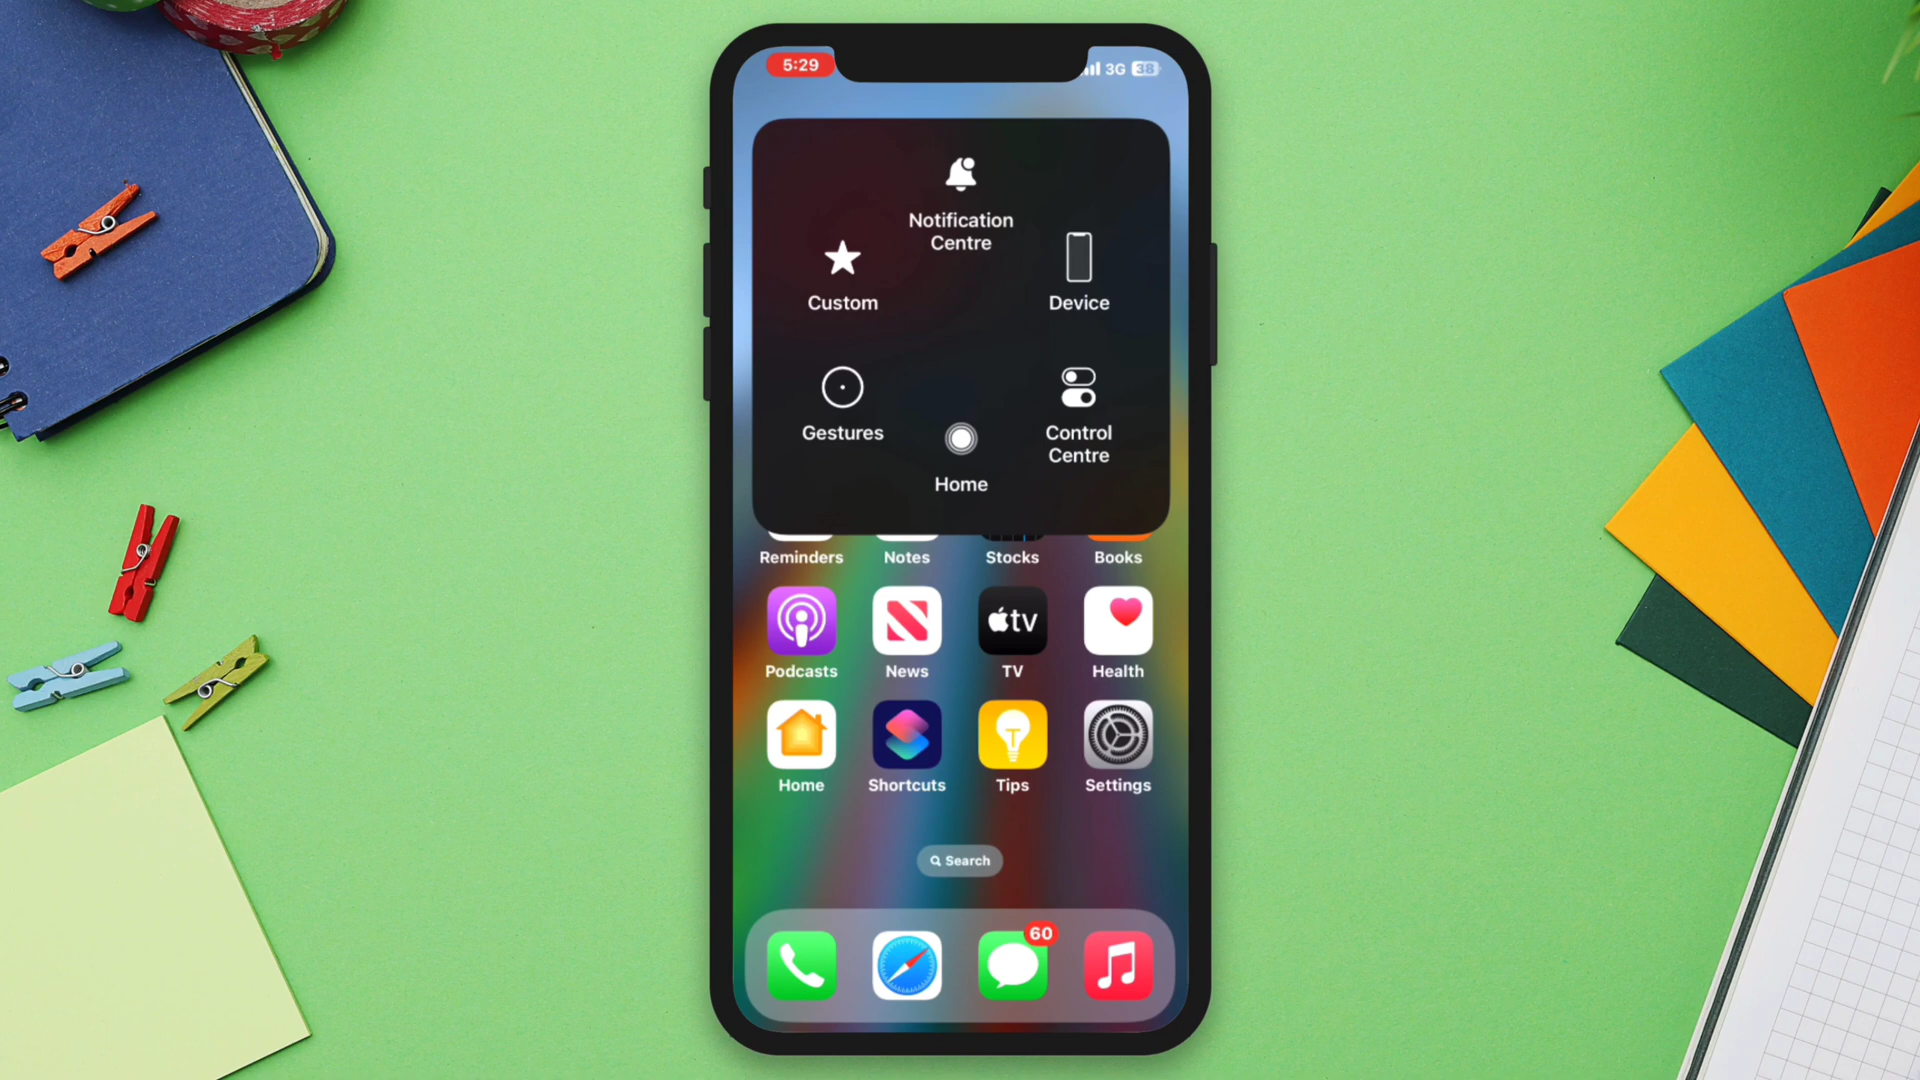 5:29
3G 38
Notification
Centre
Custom
Device
Gestures
Control
Centre
Home
Reminders Notes Stocks Books
tv
Podcasts News TV Health
Home Shortcuts Tips Settings
Search
60